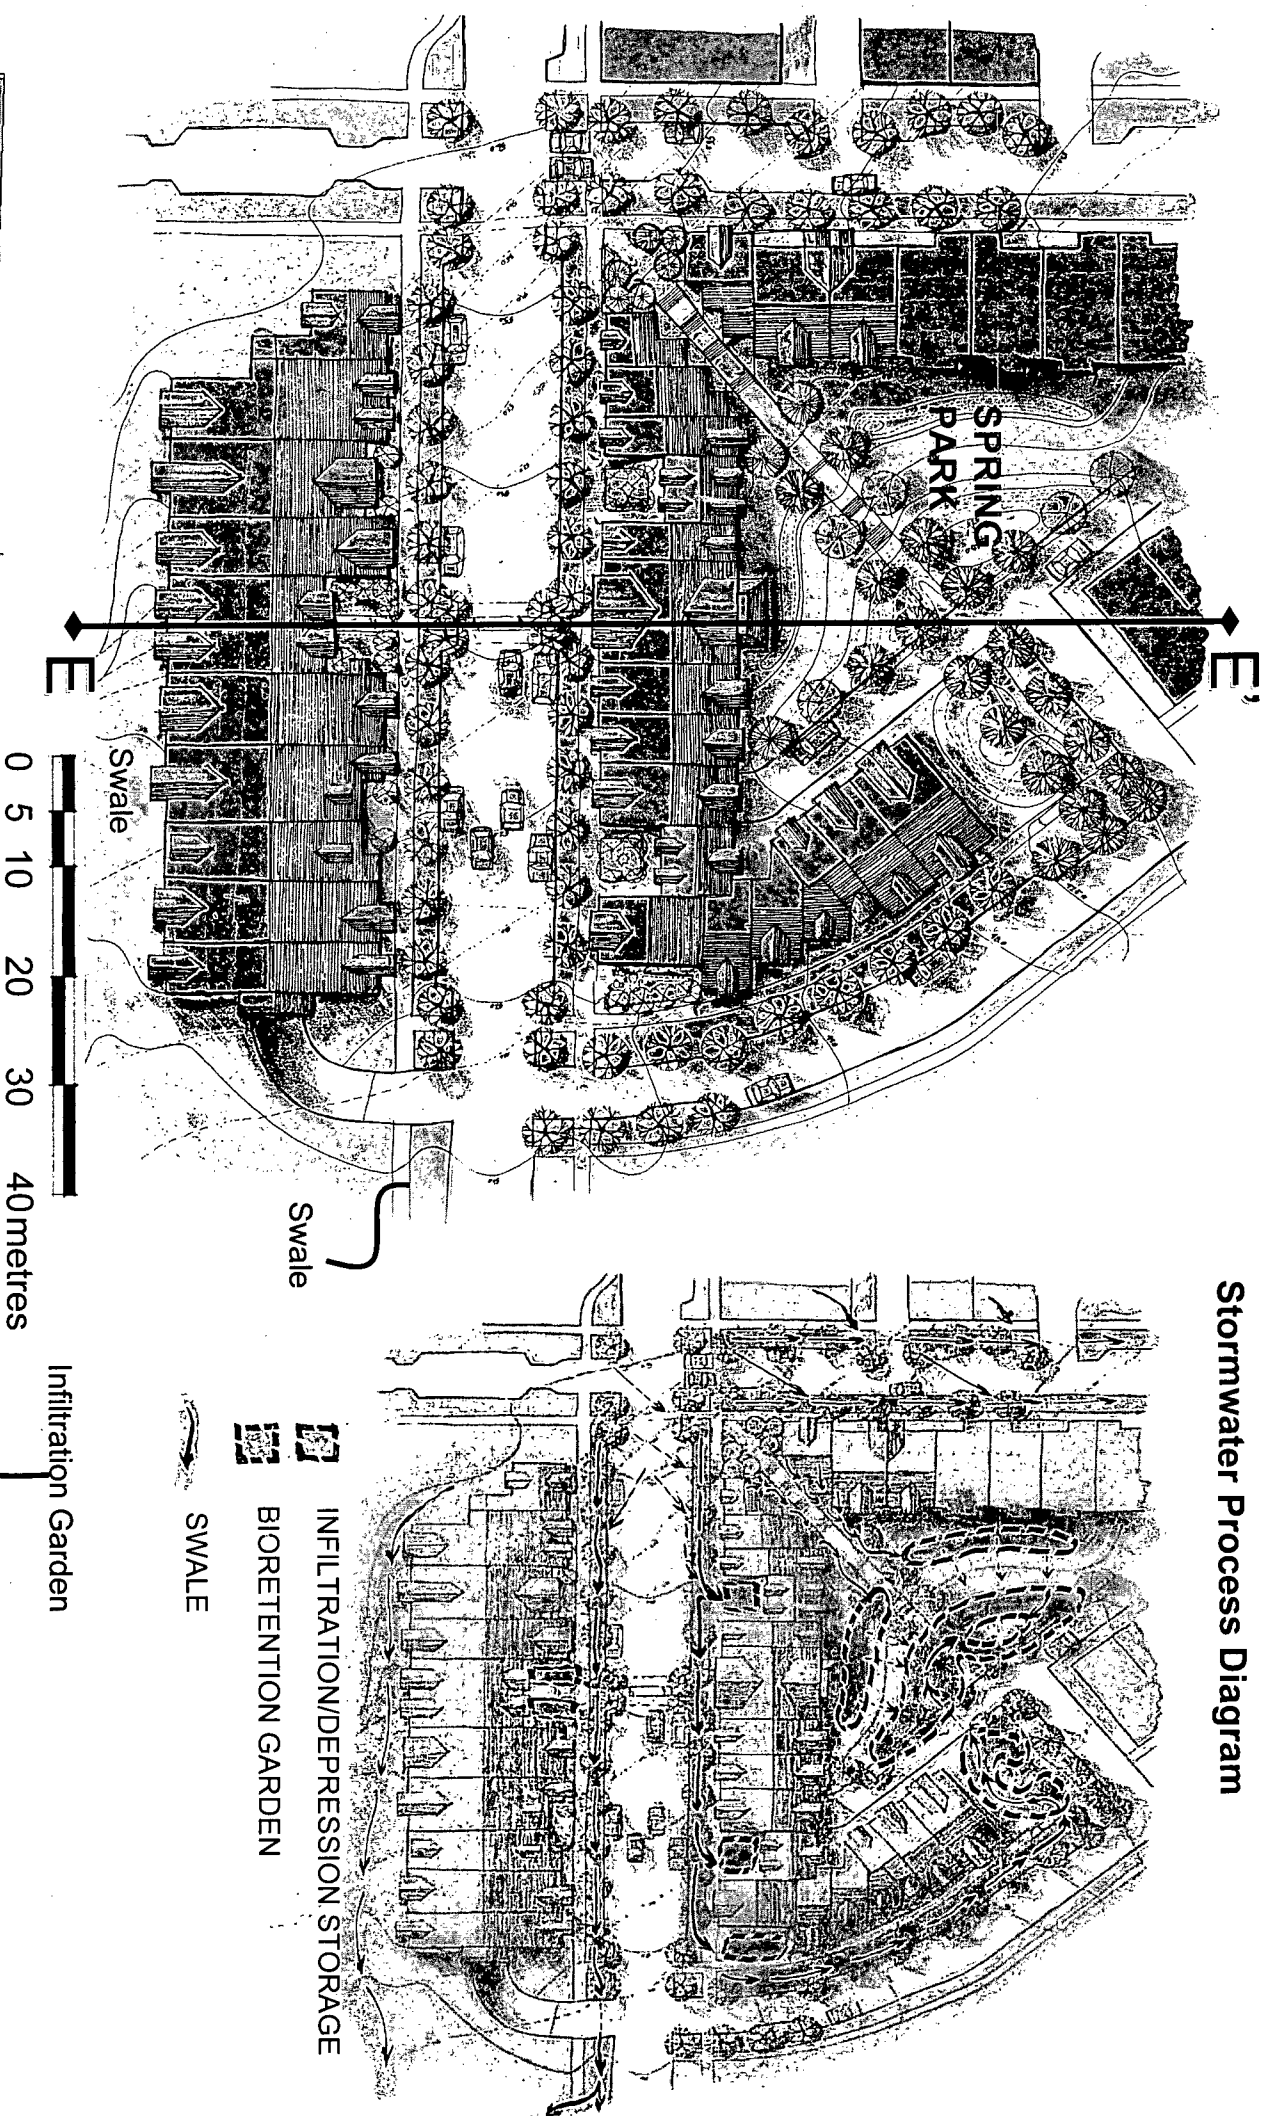 Stormwater Process Diagram
E'
SPRING
PARK
E
Swale
Swale
0 5 10 20 30 40 metres
INFILTRATION/DEPRESSION STORAGE
BIORETENTION GARDEN
SWALE
Infiltration Garden